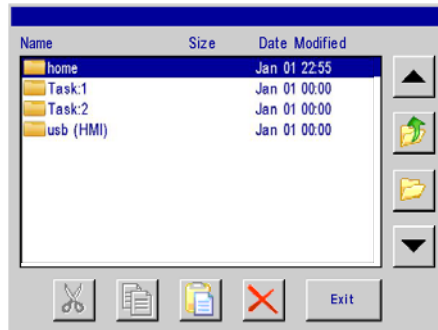 Name Size Date Modified
home Jan 01 22:55
Task:1 Jan 01 00:00
Task:2 Jan 01 00:00
usb (HMI) Jan 01 00:00
Exit